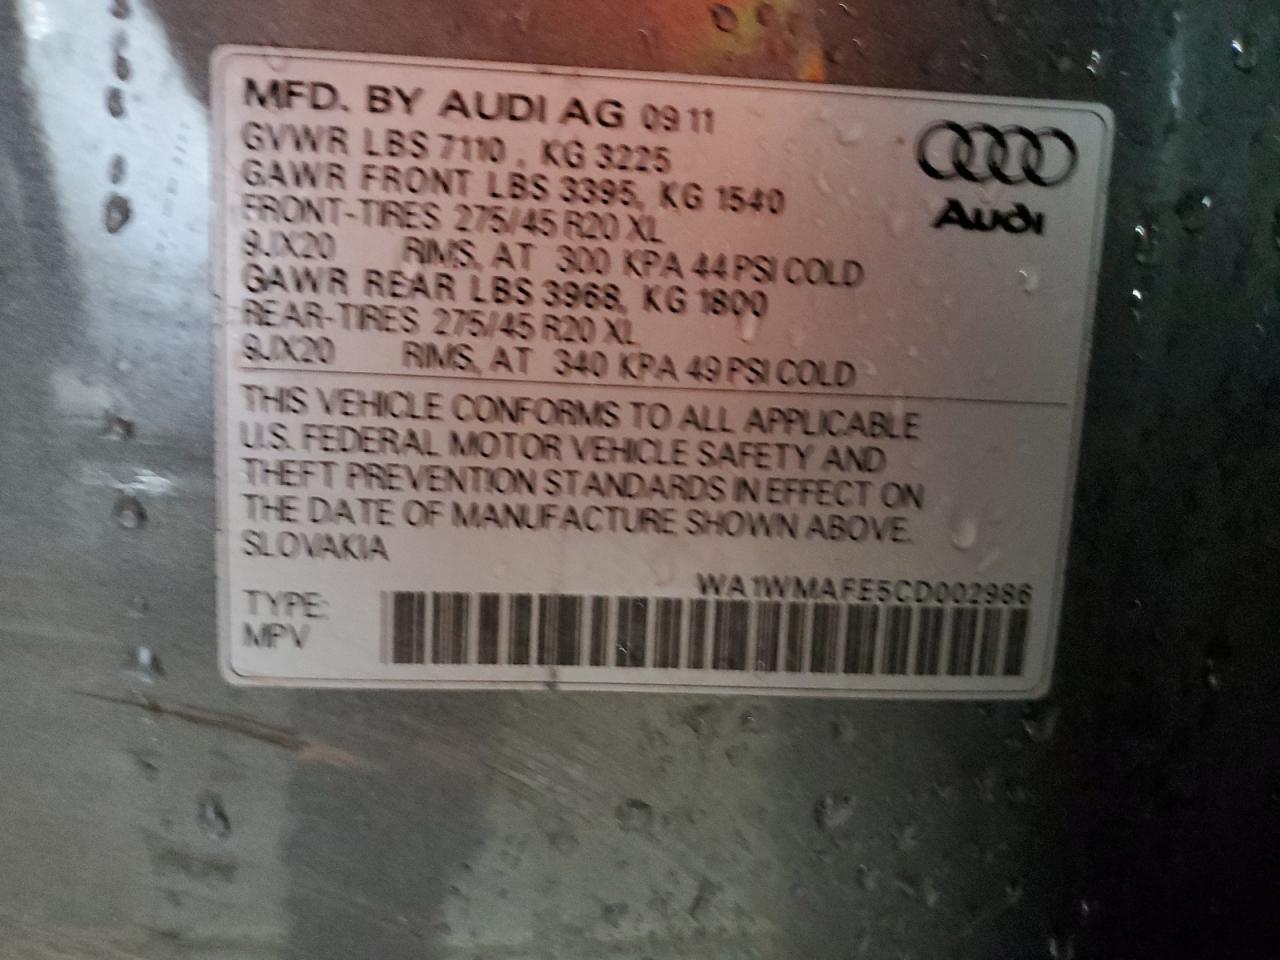 MFD. BY AUDI AG 09 11
GVWR LBS 7110 , KG 3225
GAWR FRONT LBS 3395, KG 1540
FRONT-TIRES 275/45 R20 XL
9JX20 RIMS, AT 300 KPA 44 PSI COLD
GAWR REAR LBS 3968, KG 1800
REAR-TIRES 275/45 R20 XL
9JX20 RIMS, AT 340 KPA 49 PSI COLD
Audi
THIS VEHICLE CONFORMS TO ALL APPLICABLE
U.S. FEDERAL MOTOR VEHICLE SAFETY AND
THEFT PREVENTION STANDARDS IN EFFECT ON
THE DATE OF MANUFACTURE SHOWN ABOVE.
SLOVAKIA
WA1WMAFE5CD002986
TYPE:
MPV